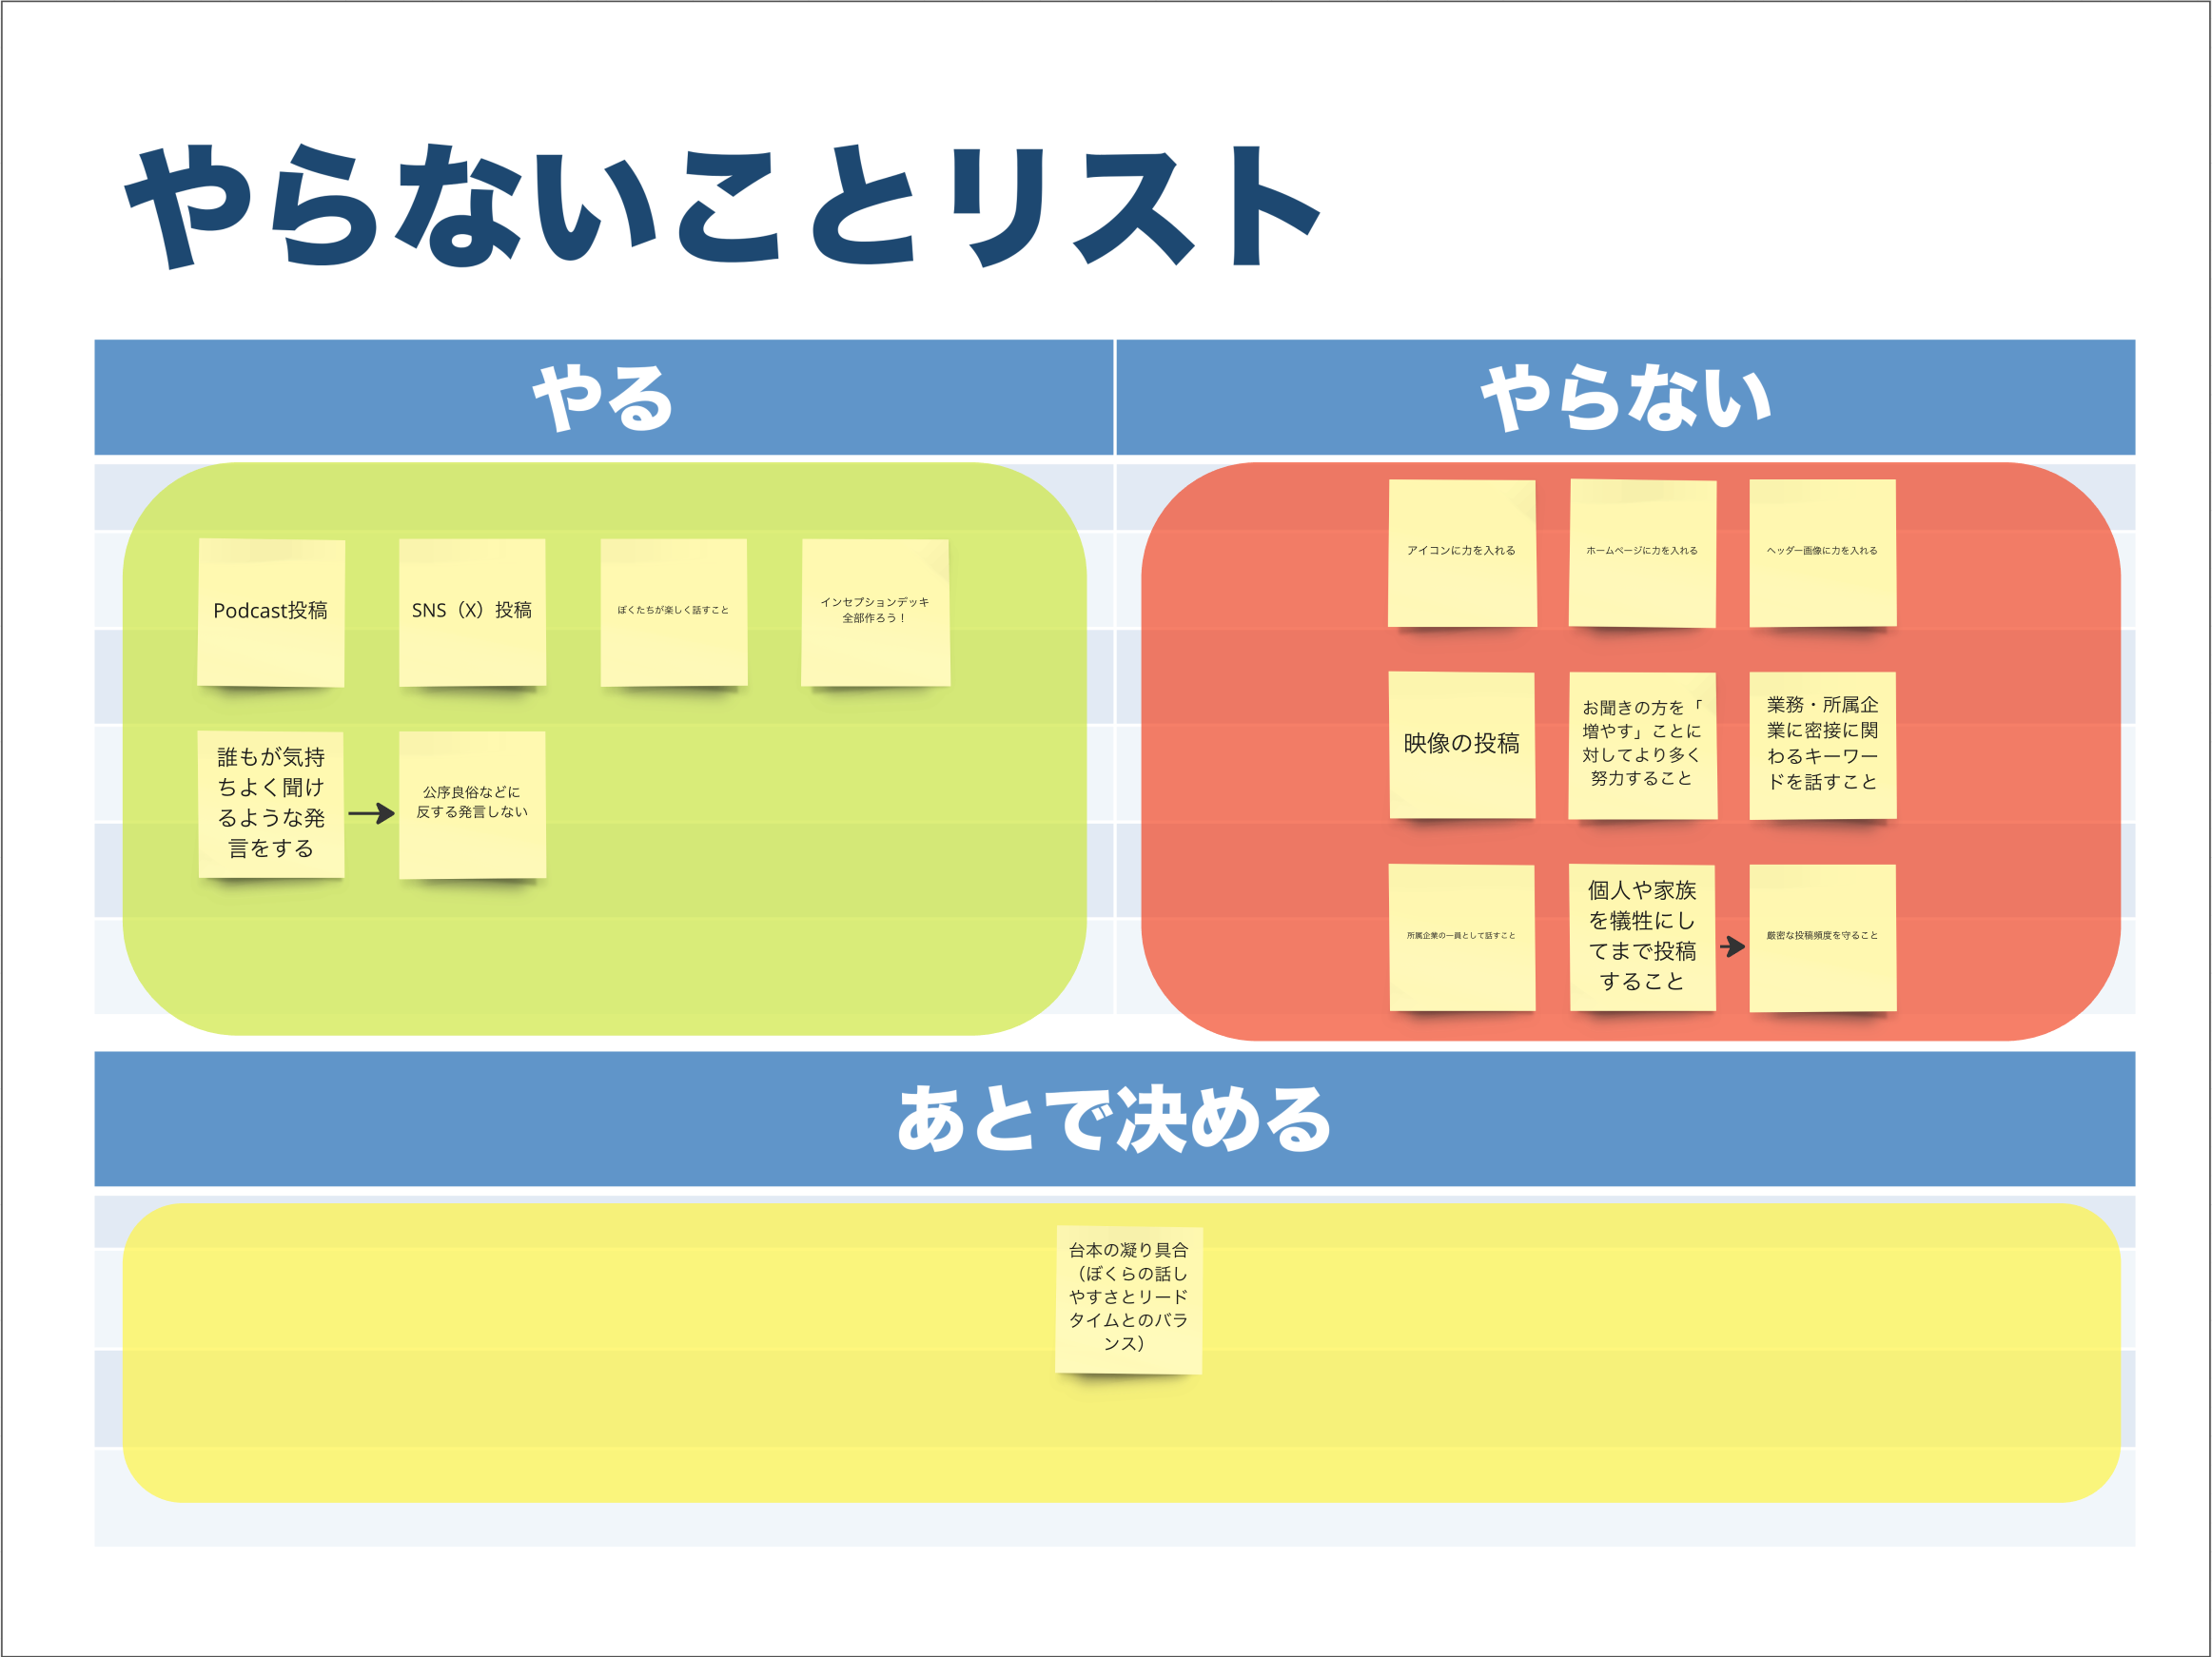 やらないことリスト
やる
やらない
Podcast投稿
SNS（X）投稿
ぼくたちが楽しく話すこと
インセプションデッキ
全部作ろう！
誰もが気持
ちよく聞け
るような発
言をする
公序良俗などに
反する発言しない
アイコンに力を入れる
ホームページに力を入れる
ヘッダー画像に力を入れる
映像の投稿
お聞きの方を「
増やす」ことに
対してより多く
努力すること
業務・所属企
業に密接に関
わるキーワー
ドを話すこと
所属企業の一員として話すこと
個人や家族
を犠牲にし
てまで投稿
すること
厳密な投稿頻度を守ること
あとで決める
台本の凝り具合
（ぼくらの話し
やすさとリード
タイムとのバラ
ンス）